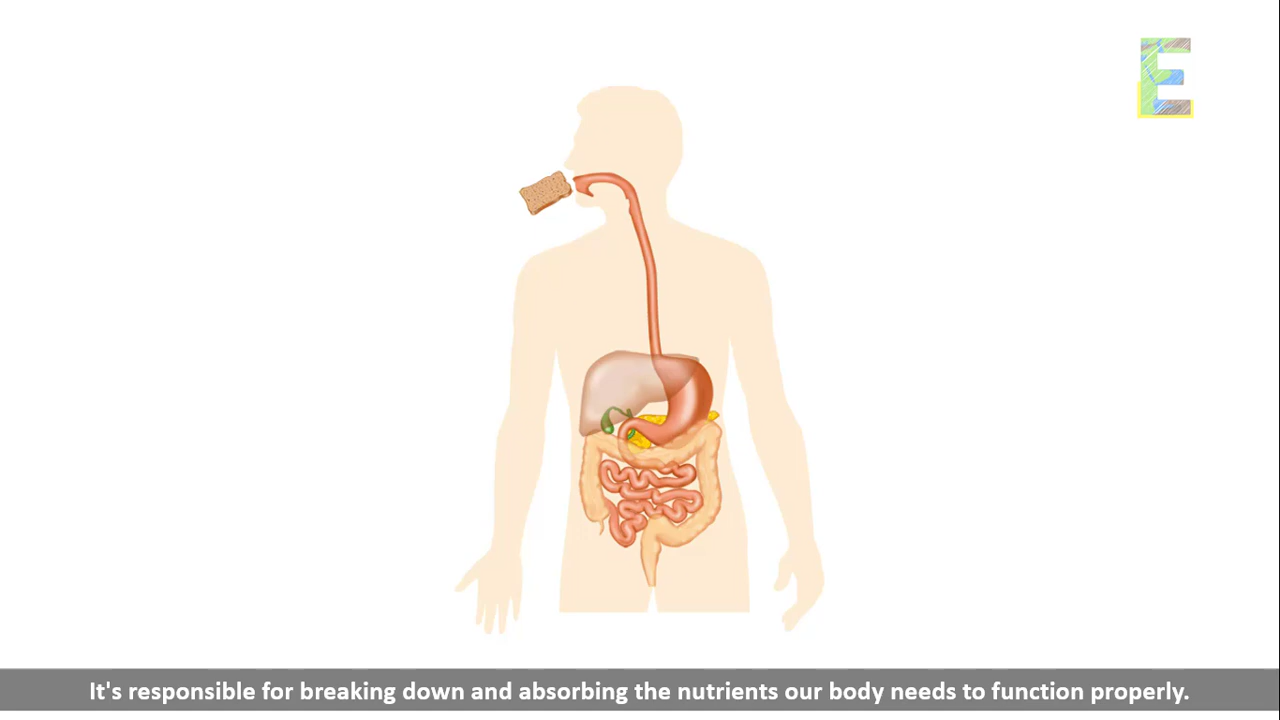 E
It's responsible for breaking down and absorbing the nutrients our body needs to function properly.